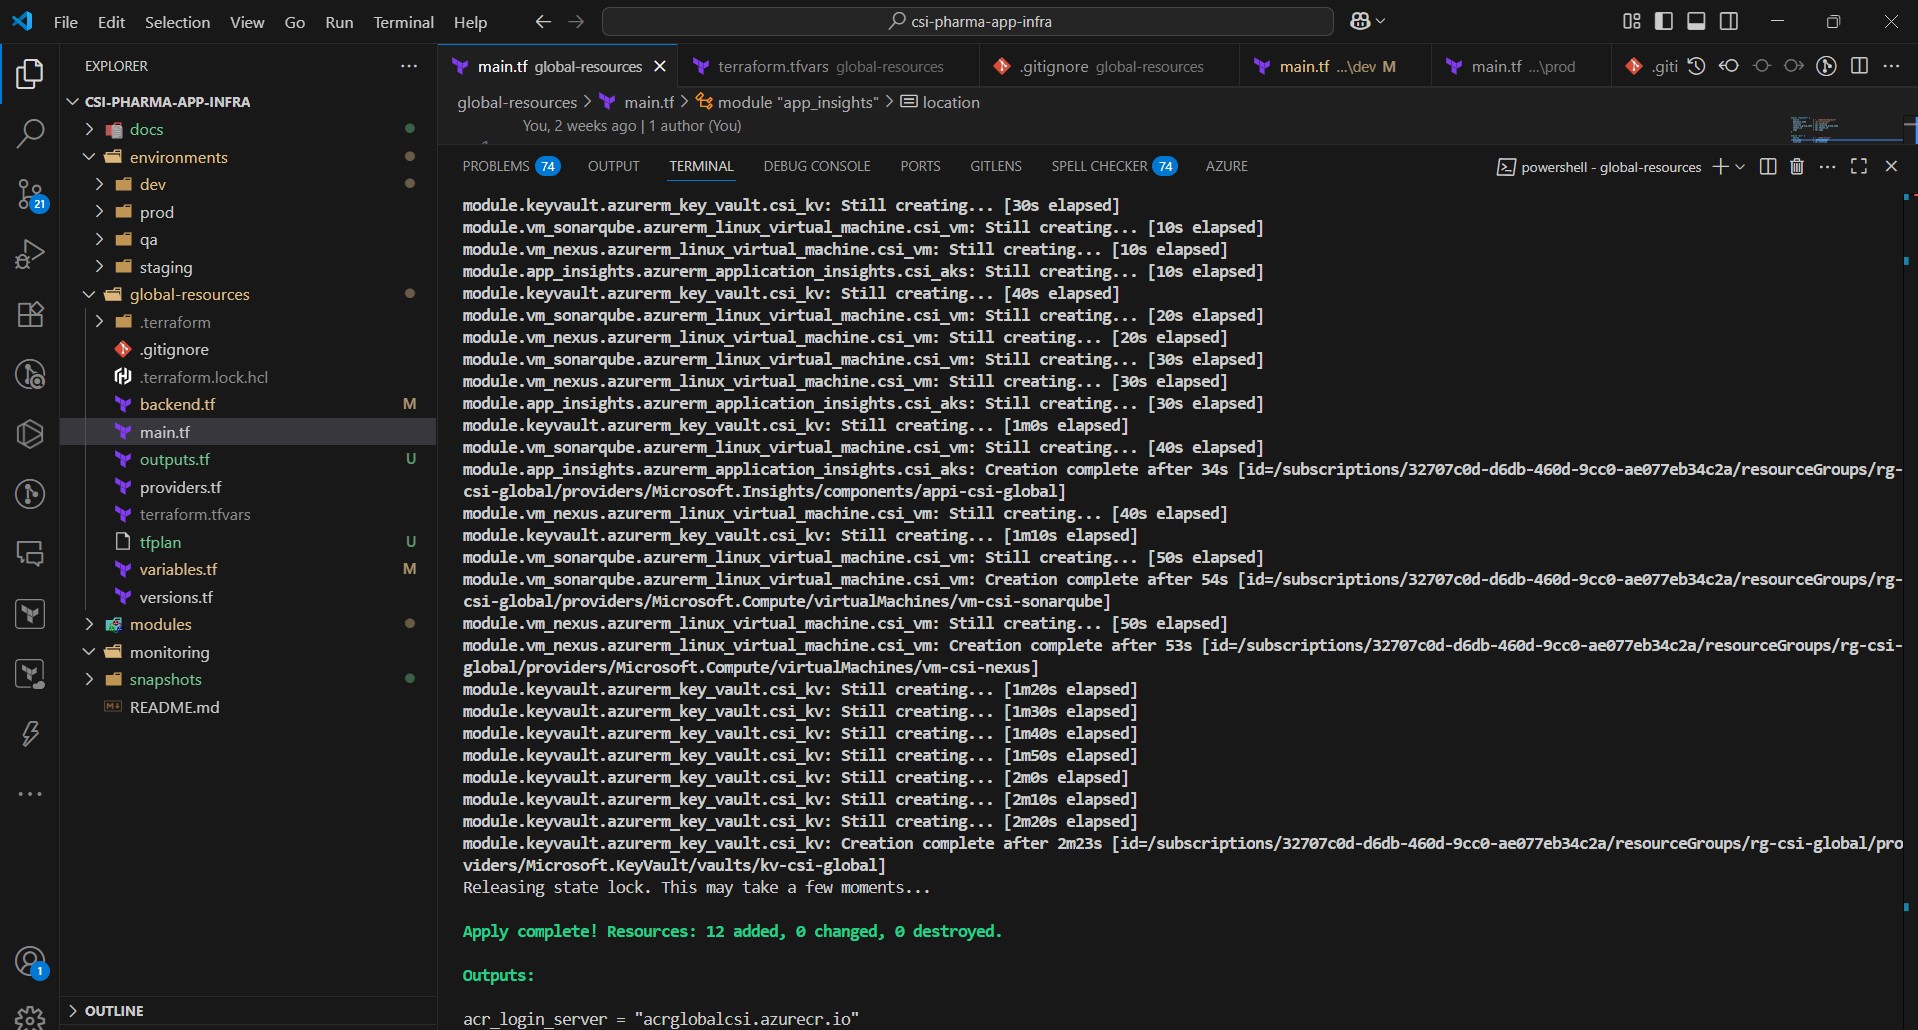 File Edit Selection View Go Run Terminal Help
csi-pharma-app-infra
EXPLORER
main.tf global-resources
terraform.tfvars global-resources
.gitignore global-resources
main.tf ...\dev M
main.tf ...\prod
.giti
global-resources > main.tf > module "app_insights" > location
You, 2 weeks ago | 1 author (You)
CSI-PHARMA-APP-INFRA
docs
environments
dev
prod
qa
staging
global-resources
.terraform
.gitignore
.terraform.lock.hcl
backend.tf M
main.tf
outputs.tf U
providers.tf
terraform.tfvars
tfplan U
variables.tf M
versions.tf
modules
monitoring
snapshots
README.md
OUTLINE
21
1
PROBLEMS 74 OUTPUT TERMINAL DEBUG CONSOLE PORTS GITLENS SPELL CHECKER 74 AZURE
powershell - global-resources
module.keyvault.azurerm_key_vault.csi_kv: Still creating... [30s elapsed]
module.vm_sonarqube.azurerm_linux_virtual_machine.csi_vm: Still creating... [10s elapsed]
module.vm_nexus.azurerm_linux_virtual_machine.csi_vm: Still creating... [10s elapsed]
module.app_insights.azurerm_application_insights.csi_aks: Still creating... [10s elapsed]
module.keyvault.azurerm_key_vault.csi_kv: Still creating... [40s elapsed]
module.vm_sonarqube.azurerm_linux_virtual_machine.csi_vm: Still creating... [20s elapsed]
module.vm_nexus.azurerm_linux_virtual_machine.csi_vm: Still creating... [20s elapsed]
module.vm_sonarqube.azurerm_linux_virtual_machine.csi_vm: Still creating... [30s elapsed]
module.vm_nexus.azurerm_linux_virtual_machine.csi_vm: Still creating... [30s elapsed]
module.app_insights.azurerm_application_insights.csi_aks: Still creating... [30s elapsed]
module.keyvault.azurerm_key_vault.csi_kv: Still creating... [1m0s elapsed]
module.vm_sonarqube.azurerm_linux_virtual_machine.csi_vm: Still creating... [40s elapsed]
module.app_insights.azurerm_application_insights.csi_aks: Creation complete after 34s [id=/subscriptions/32707c0d-d6db-460d-9cc0-ae077eb34c2a/resourceGroups/rg-
csi-global/providers/Microsoft.Insights/components/appi-csi-global]
module.vm_nexus.azurerm_linux_virtual_machine.csi_vm: Still creating... [40s elapsed]
module.keyvault.azurerm_key_vault.csi_kv: Still creating... [1m10s elapsed]
module.vm_sonarqube.azurerm_linux_virtual_machine.csi_vm: Still creating... [50s elapsed]
module.vm_sonarqube.azurerm_linux_virtual_machine.csi_vm: Creation complete after 54s [id=/subscriptions/32707c0d-d6db-460d-9cc0-ae077eb34c2a/resourceGroups/rg-
csi-global/providers/Microsoft.Compute/virtualMachines/vm-csi-sonarqube]
module.vm_nexus.azurerm_linux_virtual_machine.csi_vm: Still creating... [50s elapsed]
module.vm_nexus.azurerm_linux_virtual_machine.csi_vm: Creation complete after 53s [id=/subscriptions/32707c0d-d6db-460d-9cc0-ae077eb34c2a/resourceGroups/rg-csi-
global/providers/Microsoft.Compute/virtualMachines/vm-csi-nexus]
module.keyvault.azurerm_key_vault.csi_kv: Still creating... [1m20s elapsed]
module.keyvault.azurerm_key_vault.csi_kv: Still creating... [1m30s elapsed]
module.keyvault.azurerm_key_vault.csi_kv: Still creating... [1m40s elapsed]
module.keyvault.azurerm_key_vault.csi_kv: Still creating... [1m50s elapsed]
module.keyvault.azurerm_key_vault.csi_kv: Still creating... [2m0s elapsed]
module.keyvault.azurerm_key_vault.csi_kv: Still creating... [2m10s elapsed]
module.keyvault.azurerm_key_vault.csi_kv: Still creating... [2m20s elapsed]
module.keyvault.azurerm_key_vault.csi_kv: Creation complete after 2m23s [id=/subscriptions/32707c0d-d6db-460d-9cc0-ae077eb34c2a/resourceGroups/rg-csi-global/pro
viders/Microsoft.KeyVault/vaults/kv-csi-global]
Releasing state lock. This may take a few moments...
Apply complete! Resources: 12 added, 0 changed, 0 destroyed.
Outputs:
acr_login_server = "acrglobalcsi.azurecr.io"